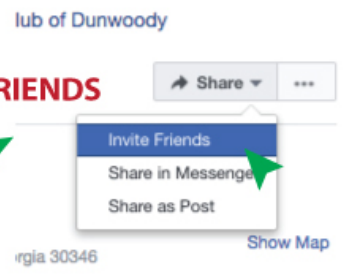 lub of Dunwoody
RIENDS
Share
...
Invite Friends
Share in Messenge
Share as Post
Show Map
rgia 30346